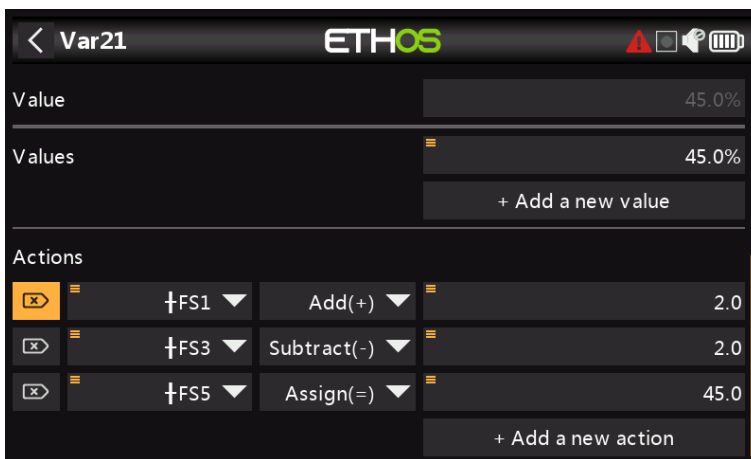 Var21 ETHOS
Value 45.0%
Values 45.0%
+ Add a new value
Actions
FS1 Add(+) 2.0
FS3 Subtract(-) 2.0
FS5 Assign(=) 45.0
+ Add a new action